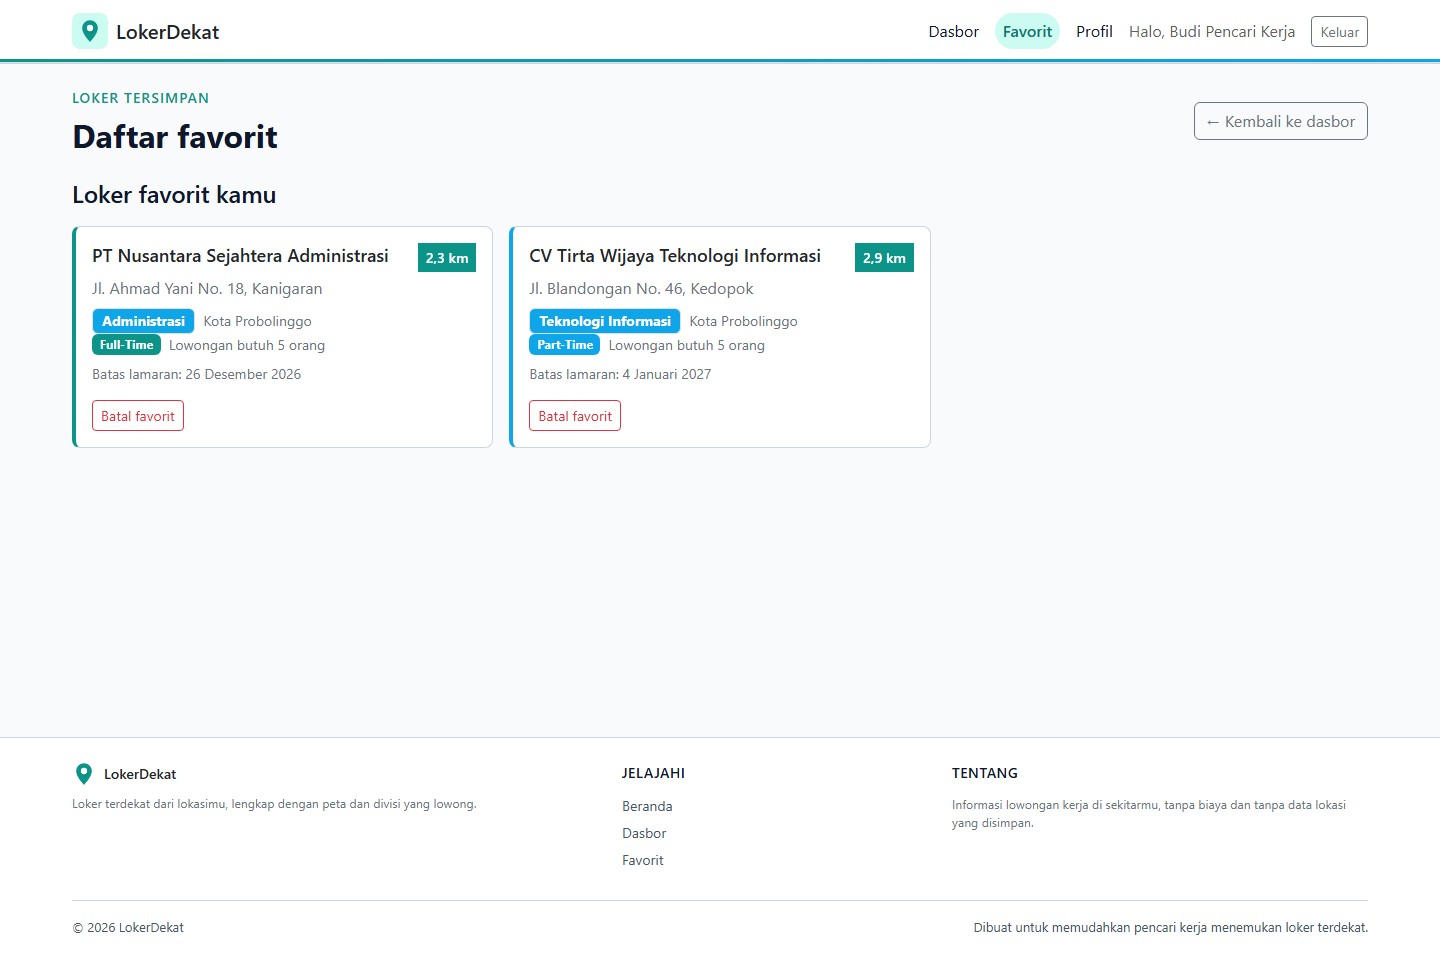 LokerDekat
Dasbor
Favorit
Profil
Halo, Budi Pencari Kerja
Keluar
LOKER TERSIMPAN
Daftar favorit
← Kembali ke dasbor
Loker favorit kamu
PT Nusantara Sejahtera Administrasi
2,3 km
Jl. Ahmad Yani No. 18, Kanigaran
Administrasi Kota Probolinggo
Full-Time Lowongan butuh 5 orang
Batas lamaran: 26 Desember 2026
Batal favorit
CV Tirta Wijaya Teknologi Informasi
2,9 km
Jl. Blandongan No. 46, Kedopok
Teknologi Informasi Kota Probolinggo
Part-Time Lowongan butuh 5 orang
Batas lamaran: 4 Januari 2027
Batal favorit
LokerDekat
Loker terdekat dari lokasimu, lengkap dengan peta dan divisi yang lowong.
JELAJAHI
Beranda
Dasbor
Favorit
TENTANG
Informasi lowongan kerja di sekitarmu, tanpa biaya dan tanpa data lokasi
yang disimpan.
© 2026 LokerDekat
Dibuat untuk memudahkan pencari kerja menemukan loker terdekat.